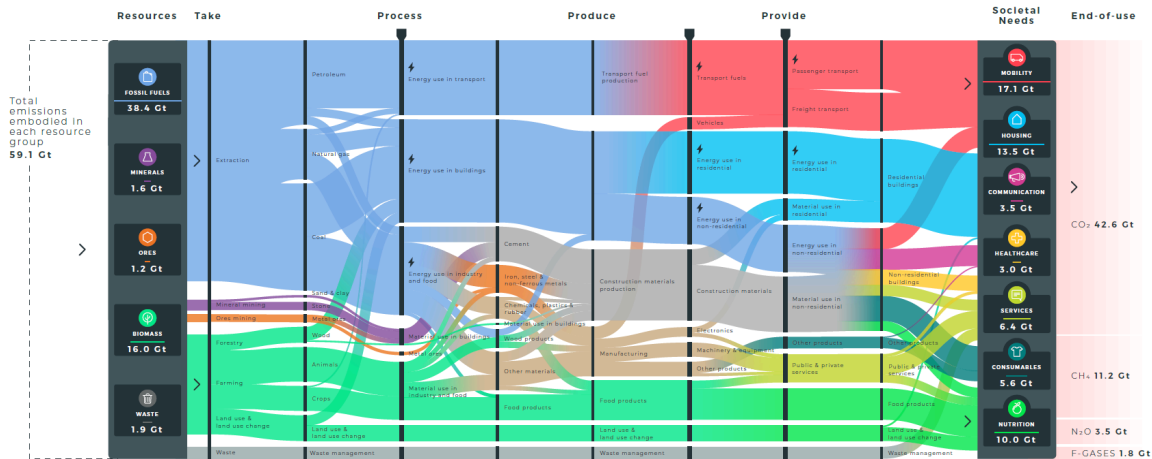 Resources
Take
Process
Produce
Provide
Societal
Needs
End-of-use
Total
emissions
embodied in
each resource
group
59.1 Gt
FOSSIL FUELS
38.4 Gt
MINERALS
1.6 Gt
ORES
1.2 Gt
BIOMASS
16.0 Gt
WASTE
1.9 Gt
Extraction
Mineral mining
Ores mining
Forestry
Farming
Land use &
land use change
Waste
Petroleum
Natural gas
Coal
Sand & clay
Stone
Metal ores
Wood
Animals
Crops
Land use &
land use change
Waste management
Energy use in transport
Energy use in buildings
Energy use in industry
and food
Material use in buildings
Metal ores
Material use in
industry and food
Cement
Iron, steel &
non-ferrous metals
Chemicals, plastics &
rubber
Material use in buildings
Wood products
Other materials
Food products
Transport fuel
production
Construction materials
production
Manufacturing
Food products
Land use &
land use change
Waste management
Transport fuels
Vehicles
Energy use in
residential
Energy use in
non-residential
Construction materials
Electronics
Machinery & equipment
Other products
Passenger transport
Freight transport
Energy use in
residential
Material use in
residential
Energy use in
non-residential
Material use in
non-residential
Other products
Public & private
services
Residential
buildings
Non-residential
buildings
Other products
Public & private
services
Food products
Land use &
land use change
Waste management
MOBILITY
17.1 Gt
HOUSING
13.5 Gt
COMMUNICATION
3.5 Gt
HEALTHCARE
3.0 Gt
SERVICES
6.4 Gt
CONSUMABLES
5.6 Gt
NUTRITION
10.0 Gt
CO₂ 42.6 Gt
CH₄ 11.2 Gt
N₂O 3.5 Gt
F-GASES 1.8 Gt